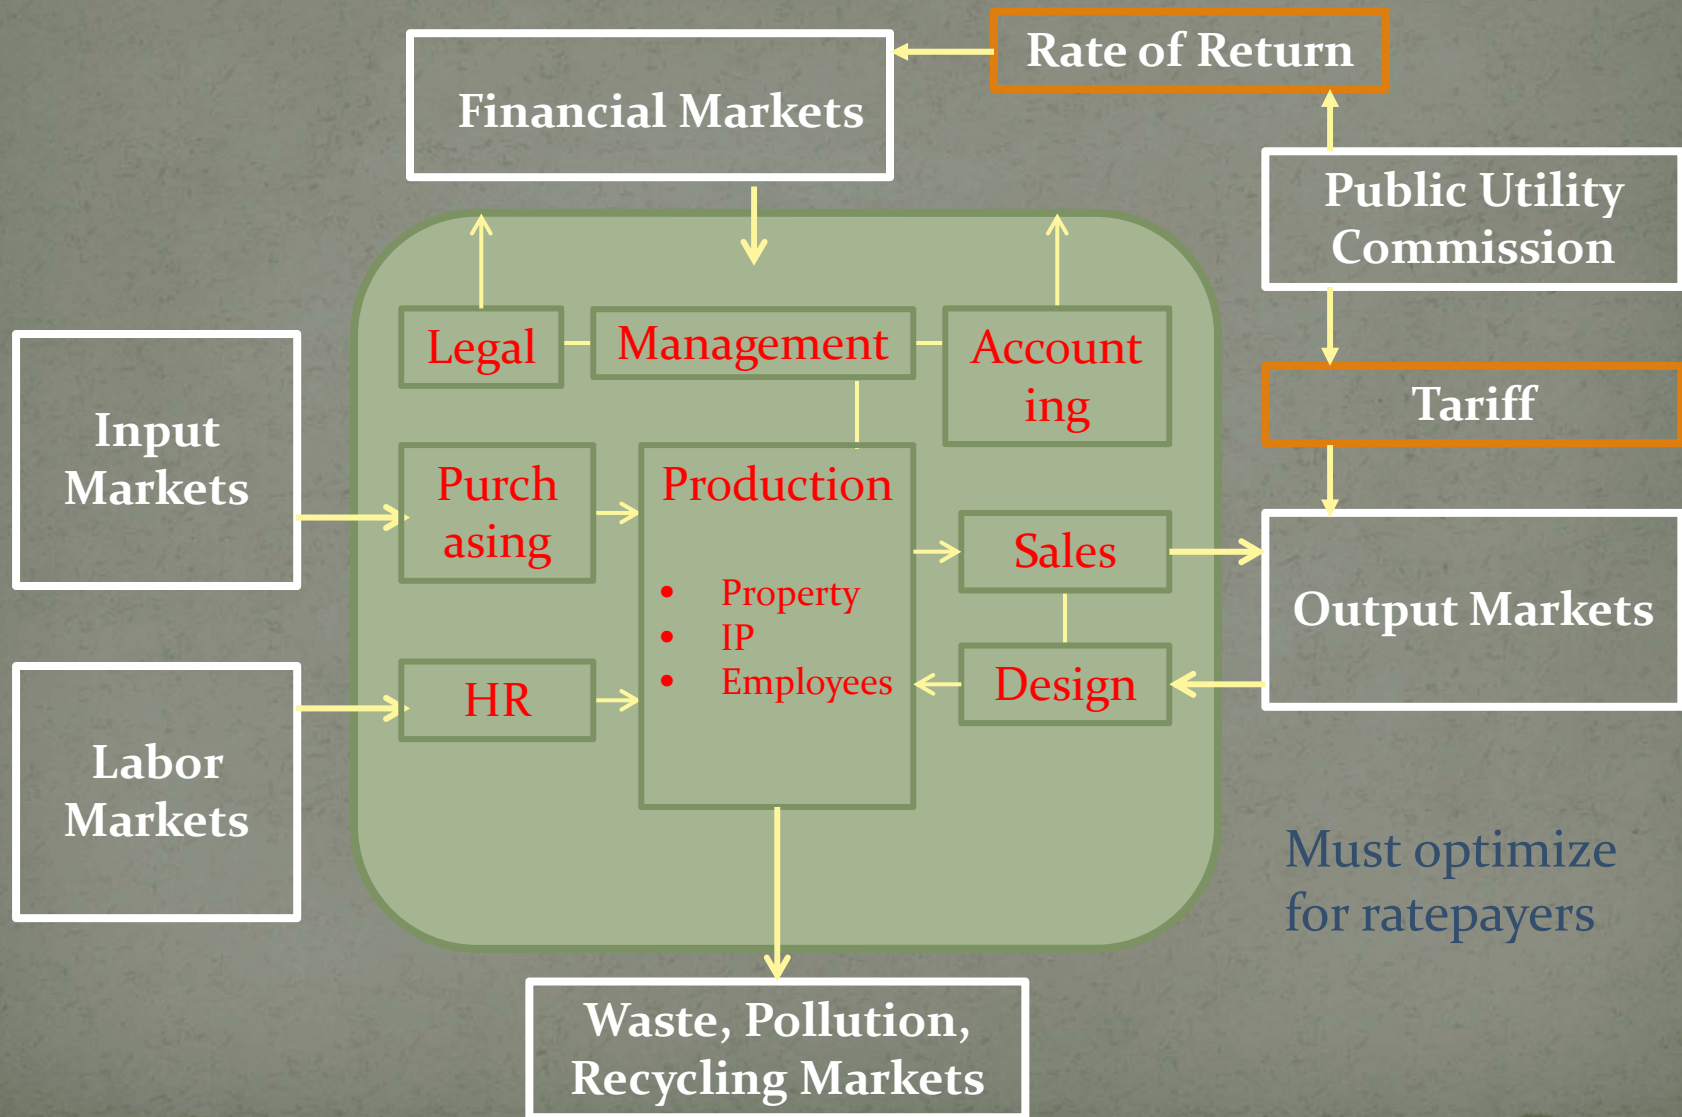 Rate of Return
Financial Markets
Public Utility
Commission
Legal
Management
Account
ing
Tariff
Input
Markets
Purch
asing
Production
• Property
• IP
• Employees
Sales
Output Markets
HR
Design
Labor
Markets
Must optimize
for ratepayers
Waste, Pollution,
Recycling Markets